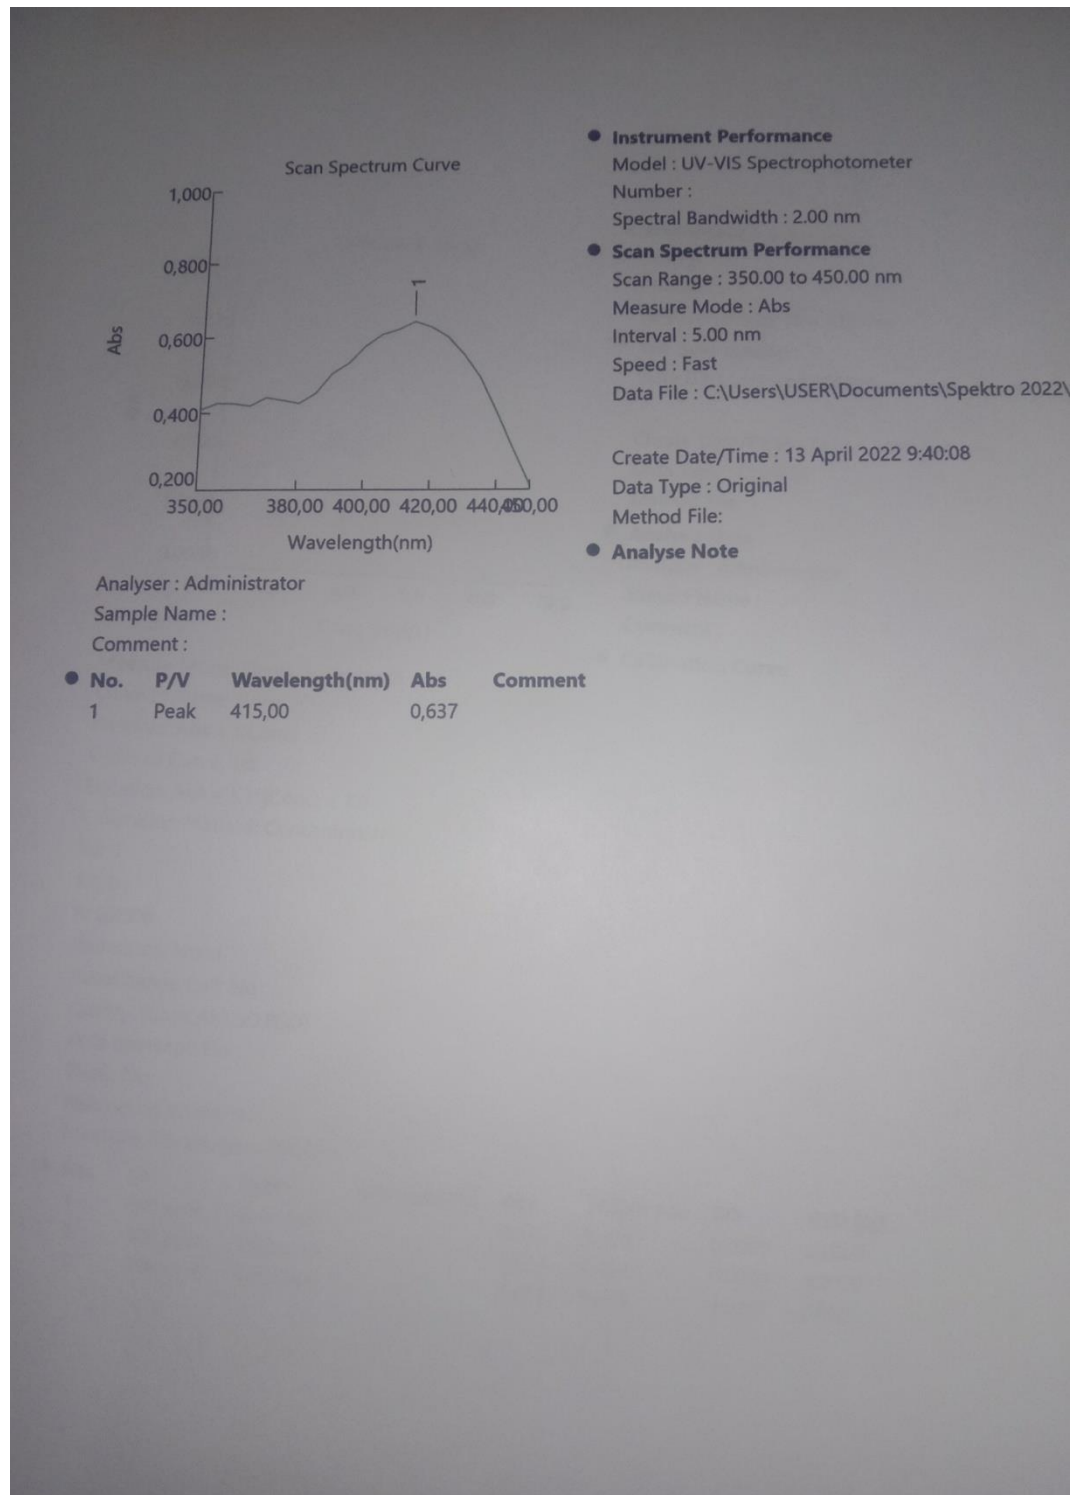 Scan Spectrum Curve
1,000
0,800
0,600
0,400
0,200
Abs
1
350,00 380,00 400,00 420,00 440,00 450,00
Wavelength(nm)
Instrument Performance
Model : UV-VIS Spectrophotometer
Number :
Spectral Bandwidth : 2.00 nm
Scan Spectrum Performance
Scan Range : 350.00 to 450.00 nm
Measure Mode : Abs
Interval : 5.00 nm
Speed : Fast
Data File : C:\Users\USER\Documents\Spektro 2022\
Create Date/Time : 13 April 2022 9:40:08
Data Type : Original
Method File:
Analyse Note
Analyser : Administrator
Sample Name :
Comment :
No. P/V Wavelength(nm) Abs Comment
1 Peak 415,00 0,637